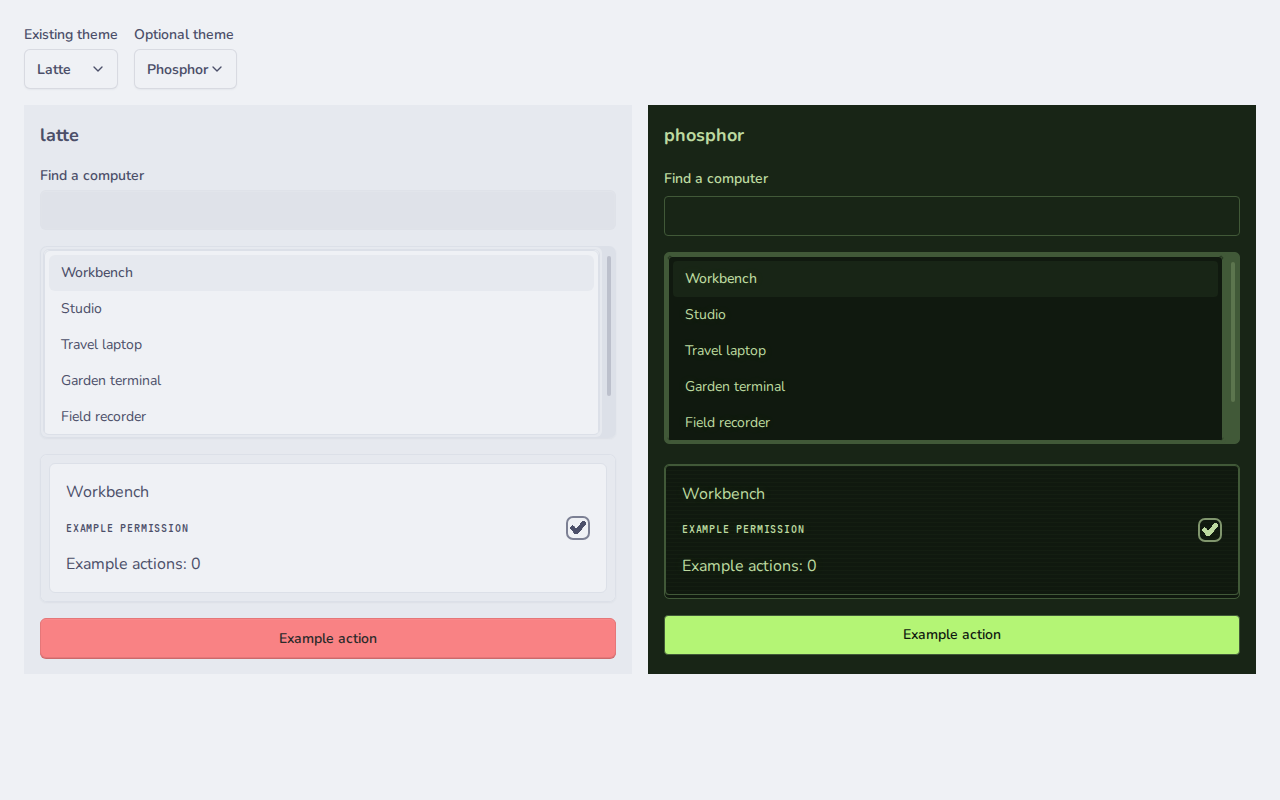 Existing theme
Optional theme
Latte
Phosphor
latte
Find a computer
Workbench
Studio
Travel laptop
Garden terminal
Field recorder
Workbench
EXAMPLE PERMISSION
Example actions: 0
Example action
phosphor
Find a computer
Workbench
Studio
Travel laptop
Garden terminal
Field recorder
Workbench
EXAMPLE PERMISSION
Example actions: 0
Example action